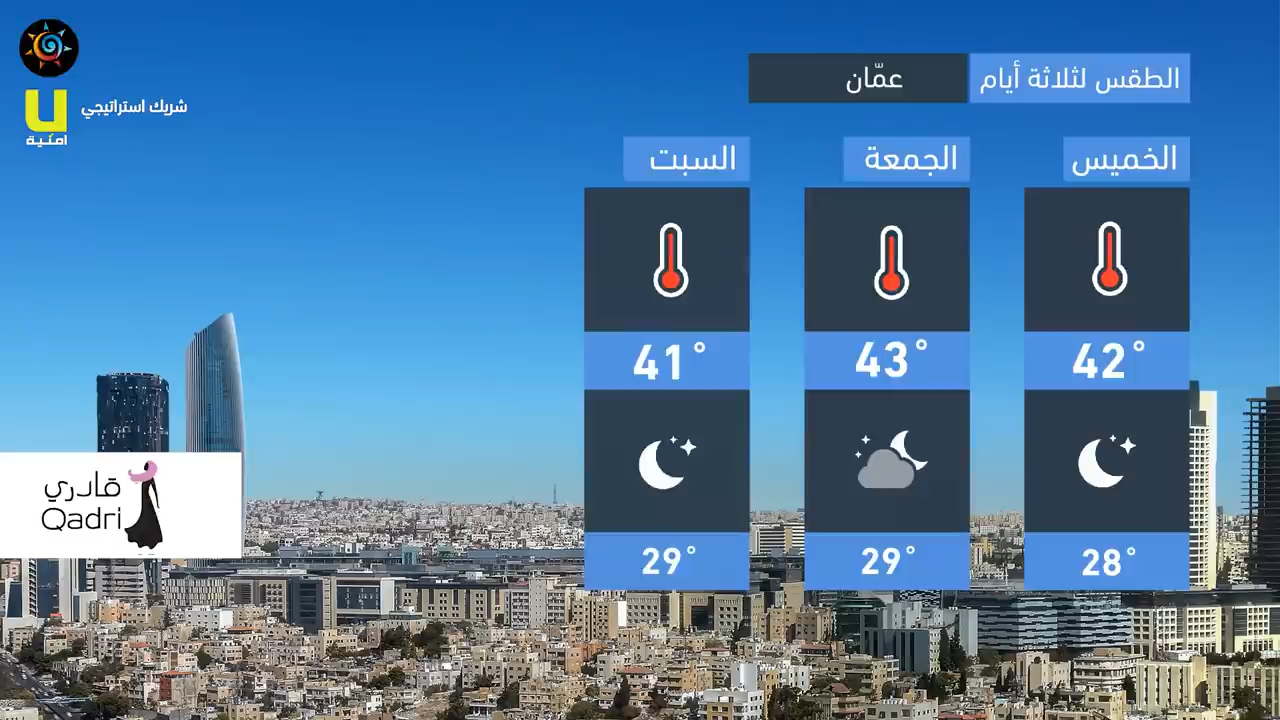 الطقس لثلاثة أيام
عمّان
الخميس
الجمعة
السبت
42°
43°
41°
28°
29°
29°
شريك استراتيجي
امنية
قادري
Qadri